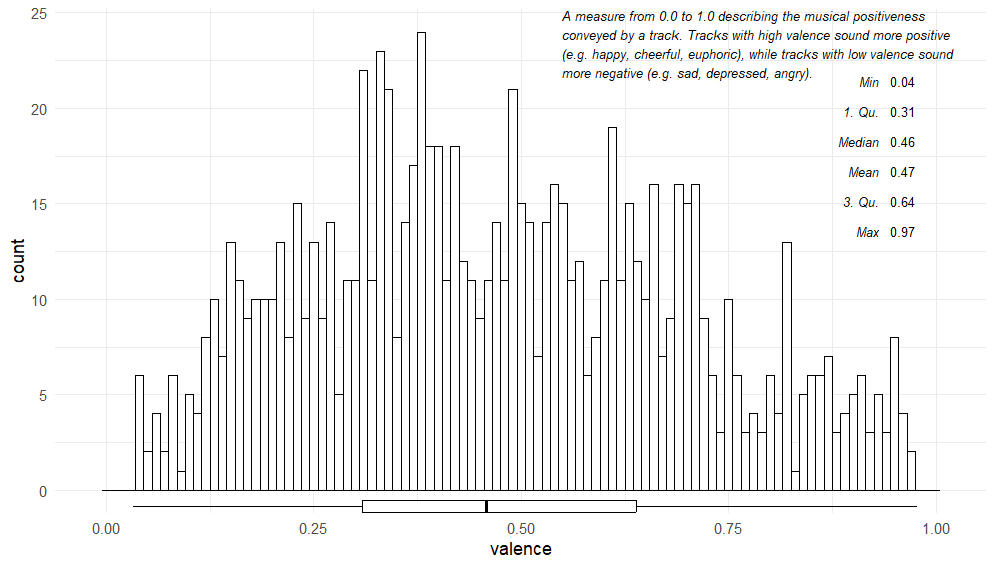 A measure from 0.0 to 1.0 describing the musical positiveness
conveyed by a track. Tracks with high valence sound more positive
(e.g. happy, cheerful, euphoric), while tracks with low valence sound
more negative (e.g. sad, depressed, angry).
Min 0.04
1. Qu. 0.31
Median 0.46
Mean 0.47
3. Qu. 0.64
Max 0.97
25
20
15
10
5
0
count
0.00 0.25 0.50 0.75 1.00
valence